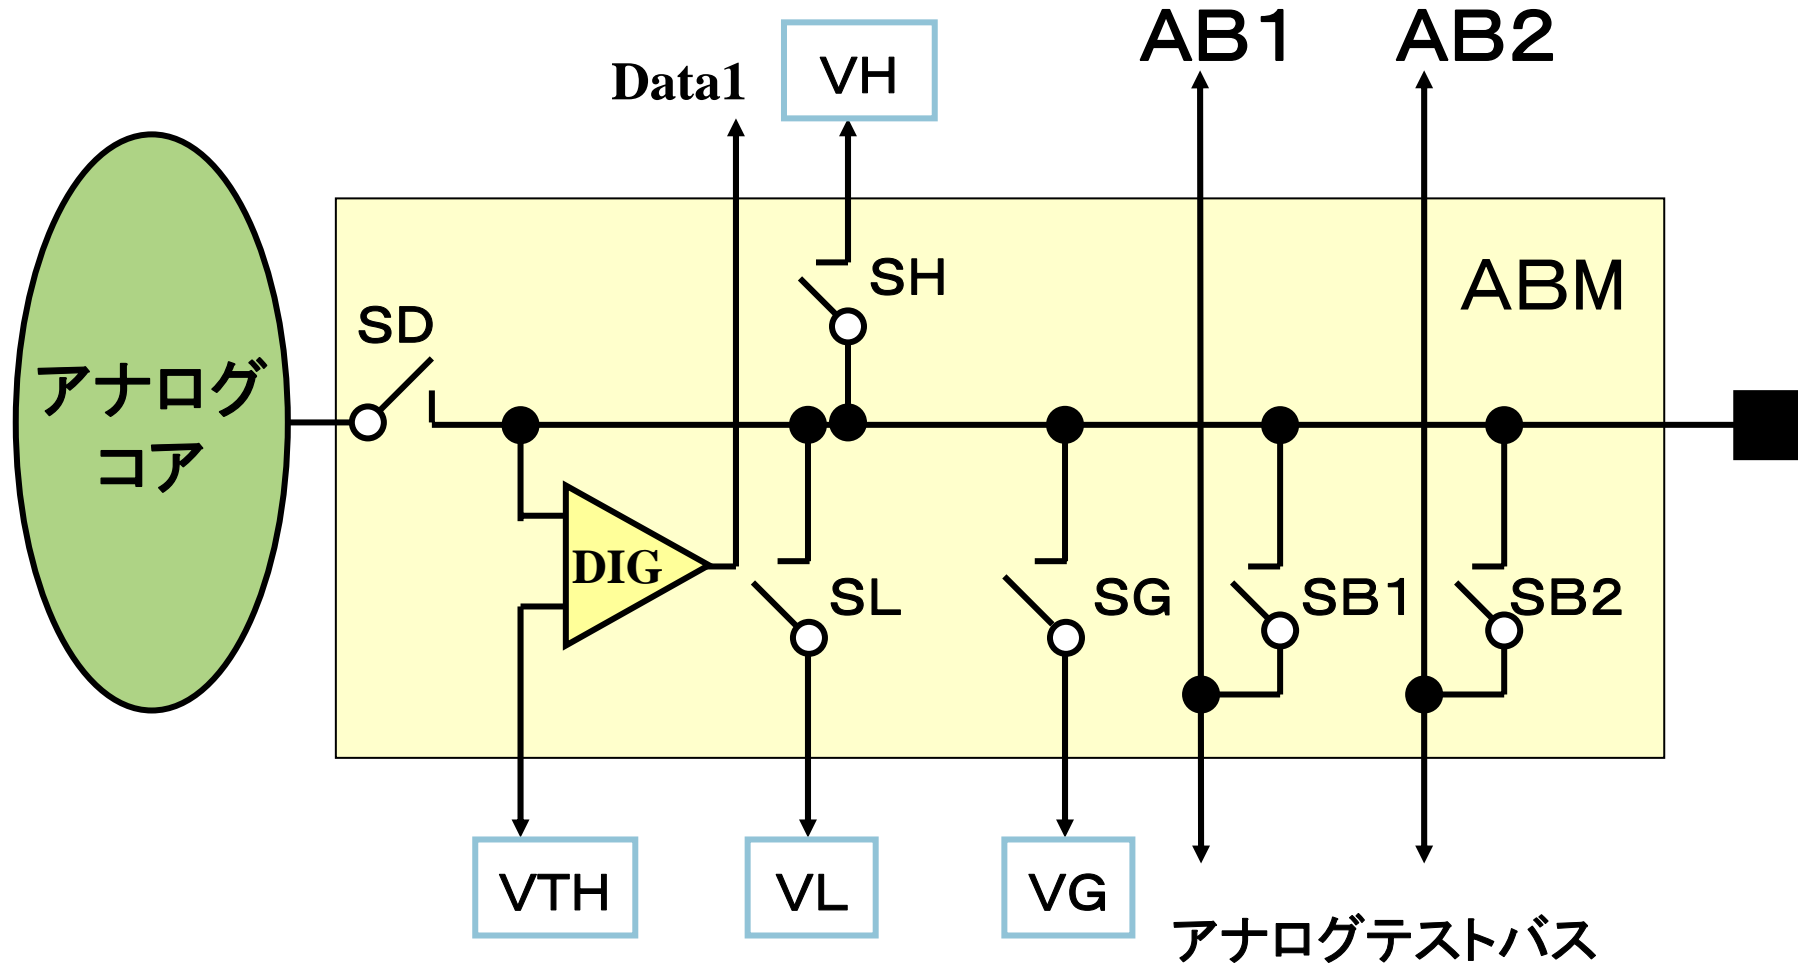 AB1
AB2
Data1
VH
SH
ABM
SD
アナログ
コア
DIG
SL
SG
SB1
SB2
VTH
VL
VG
アナログテストバス